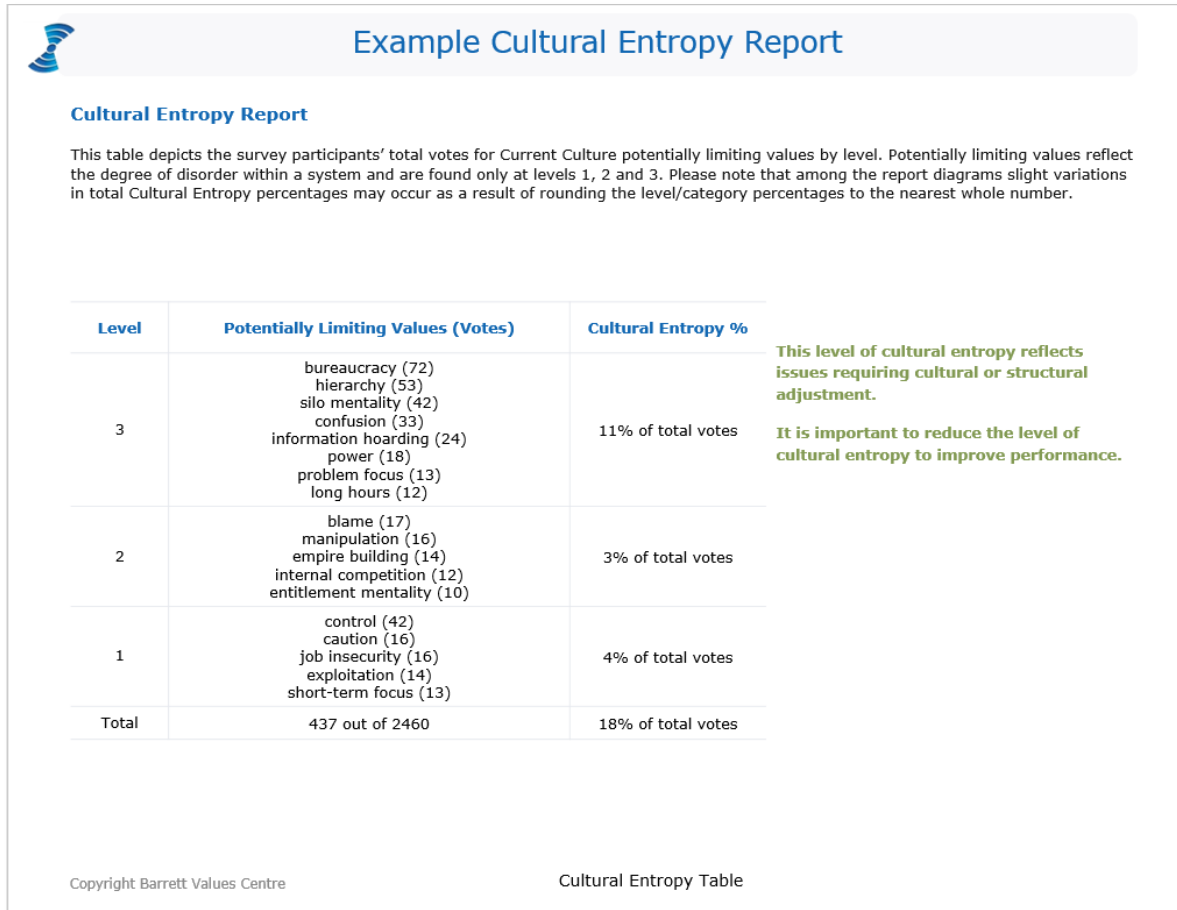 Example Cultural Entropy Report
Cultural Entropy Report
This table depicts the survey participants' total votes for Current Culture potentially limiting values by level. Potentially limiting values reflect
the degree of disorder within a system and are found only at levels 1, 2 and 3. Please note that among the report diagrams slight variations
in total Cultural Entropy percentages may occur as a result of rounding the level/category percentages to the nearest whole number.
Level Potentially Limiting Values (Votes) Cultural Entropy %
3
bureaucracy (72)
hierarchy (53)
silo mentality (42)
confusion (33)
information hoarding (24)
power (18)
problem focus (13)
long hours (12)
11% of total votes
2
blame (17)
manipulation (16)
empire building (14)
internal competition (12)
entitlement mentality (10)
3% of total votes
1
control (42)
caution (16)
job insecurity (16)
exploitation (14)
short-term focus (13)
4% of total votes
Total 437 out of 2460 18% of total votes
This level of cultural entropy reflects
issues requiring cultural or structural
adjustment.
It is important to reduce the level of
cultural entropy to improve performance.
Copyright Barrett Values Centre
Cultural Entropy Table